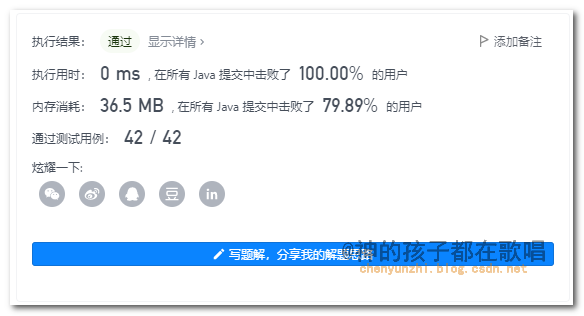 执行结果： 通过 显示详情 › 添加备注
执行用时： 0 ms , 在所有 Java 提交中击败了 100.00% 的用户
内存消耗： 36.5 MB , 在所有 Java 提交中击败了 79.89% 的用户
通过测试用例： 42 / 42
炫耀一下:
豆 in
写题解，分享我的解题思路
@神的孩子都在歌唱
chenyunzhi.blog.csdn.net